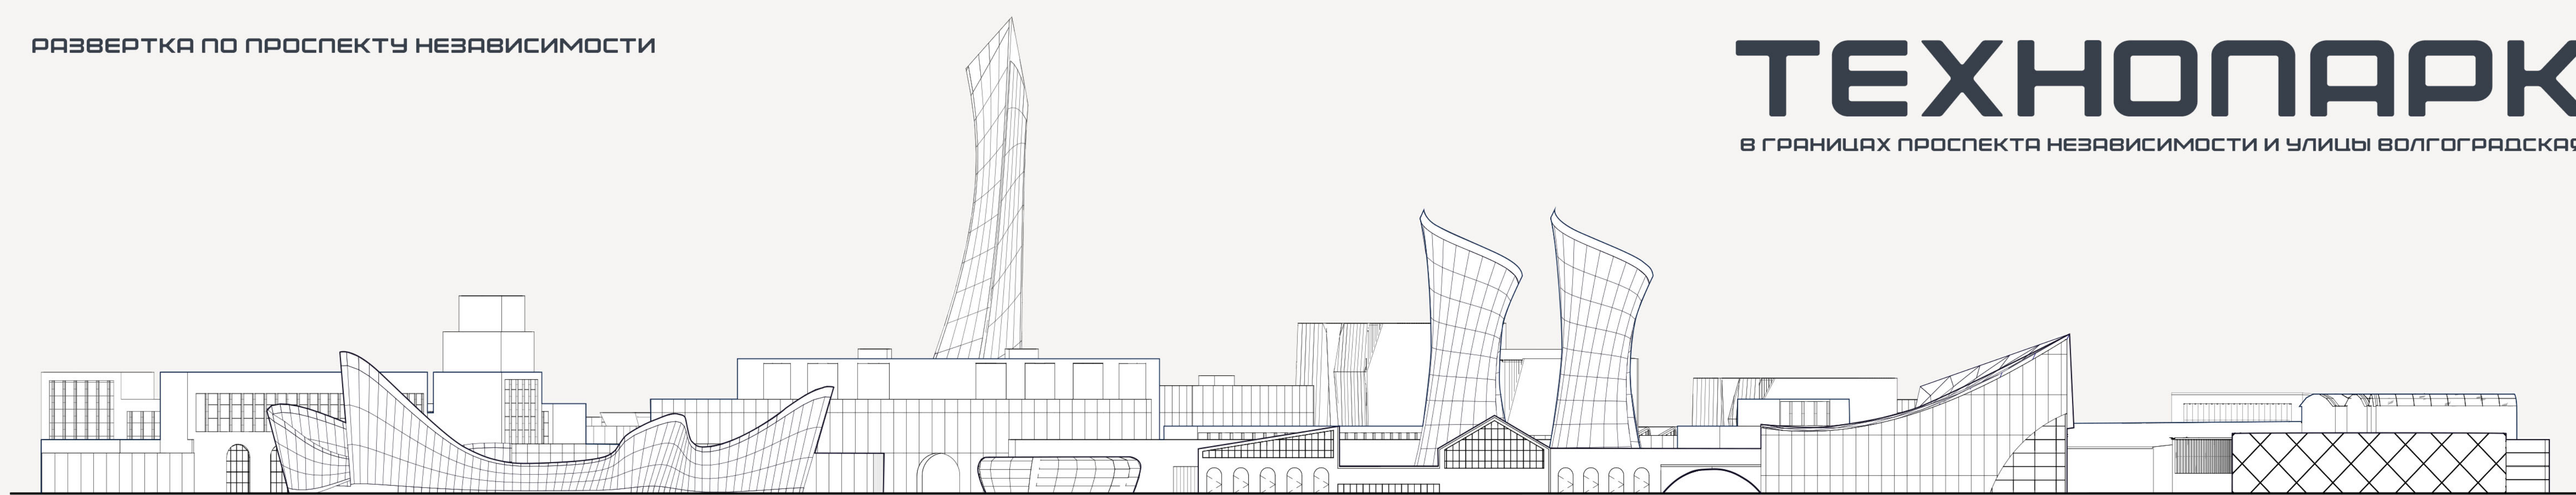 РАЗВЕРТКА ПО ПРОСПЕКТУ НЕЗАВИСИМОСТИ
ТЕХНОПАРК
В ГРАНИЦАХ ПРОСПЕКТА НЕЗАВИСИМОСТИ И УЛИЦЫ ВОЛГОГРАДСКАЯ